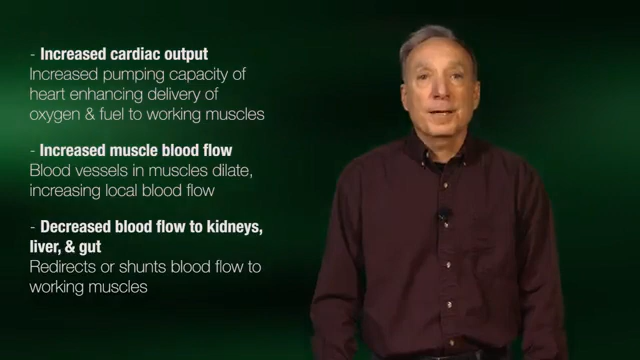 - Increased cardiac output
Increased pumping capacity of
heart enhancing delivery of
oxygen & fuel to working muscles
- Increased muscle blood flow
Blood vessels in muscles dilate,
increasing local blood flow
- Decreased blood flow to kidneys,
liver, & gut
Redirects or shunts blood flow to
working muscles